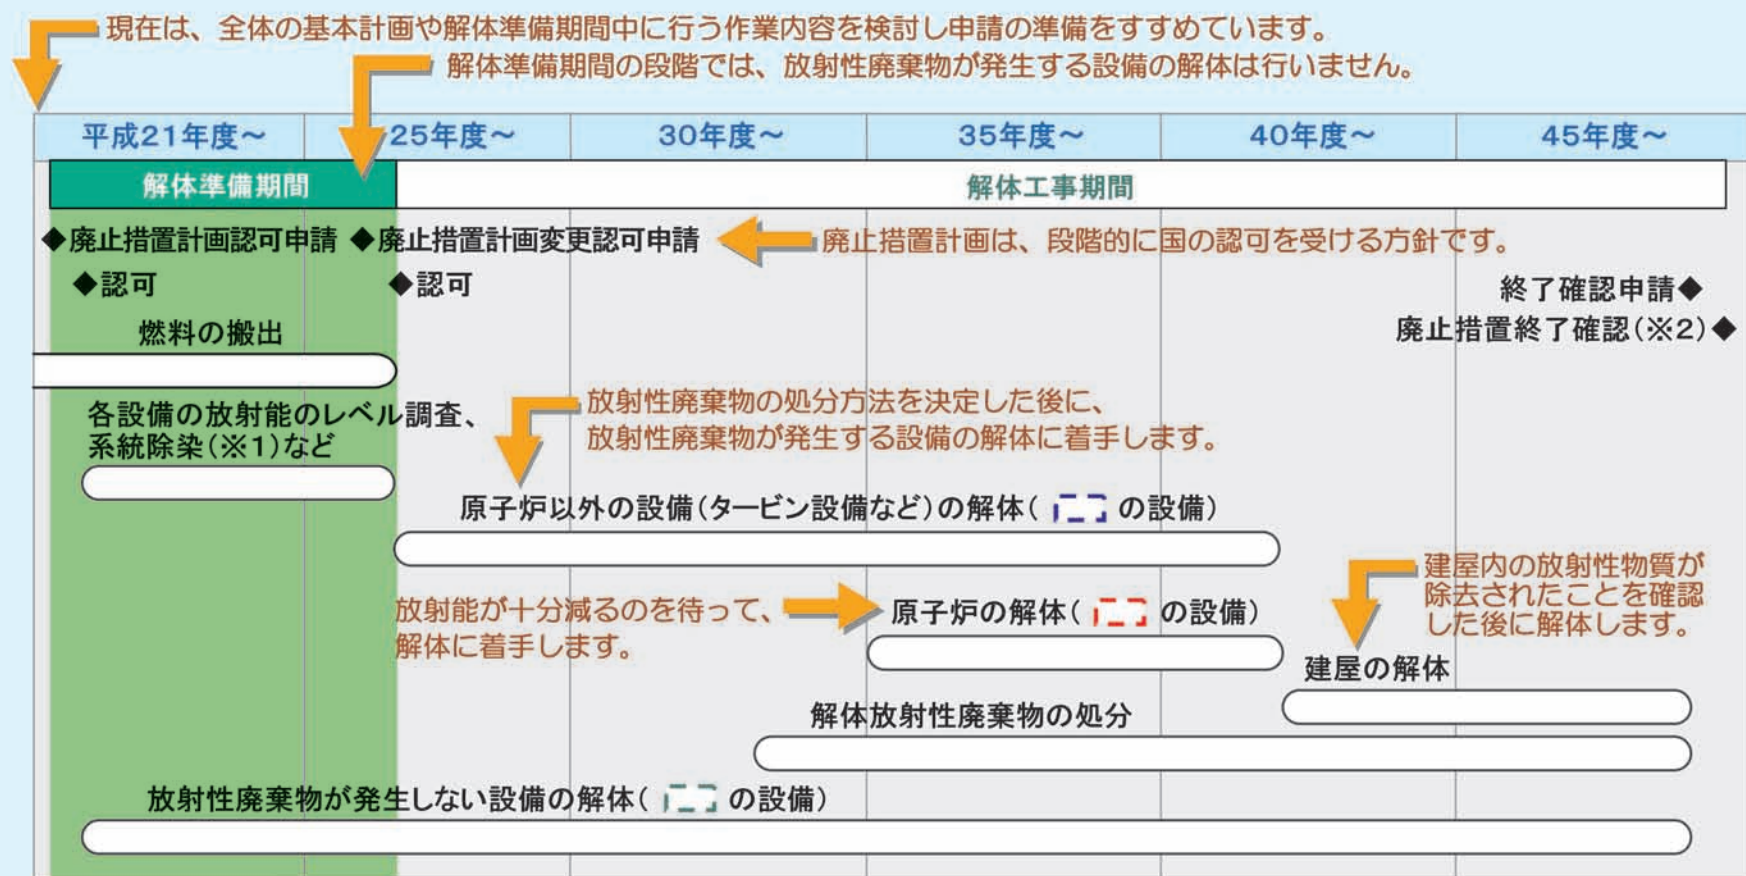 現在は、全体の基本計画や解体準備期間中に行う作業内容を検討し申請の準備をすすめています。
解体準備期間の段階では、放射性廃棄物が発生する設備の解体は行いません。
平成21年度～ 25年度～ 30年度～ 35年度～ 40年度～ 45年度～
解体準備期間 解体工事期間
◆廃止措置計画認可申請 ◆廃止措置計画変更認可申請 廃止措置計画は、段階的に国の認可を受ける方針です。
◆認可 ◆認可
終了確認申請◆
廃止措置終了確認(※2)◆
燃料の搬出
各設備の放射能のレベル調査、
系統除染(※1)など
放射性廃棄物の処分方法を決定した後に、
放射性廃棄物が発生する設備の解体に着手します。
原子炉以外の設備(タービン設備など)の解体( の設備)
建屋内の放射性物質が
除去されたことを確認
した後に解体します。
放射能が十分減るのを待って、
解体に着手します。
原子炉の解体( の設備)
建屋の解体
解体放射性廃棄物の処分
放射性廃棄物が発生しない設備の解体( の設備)